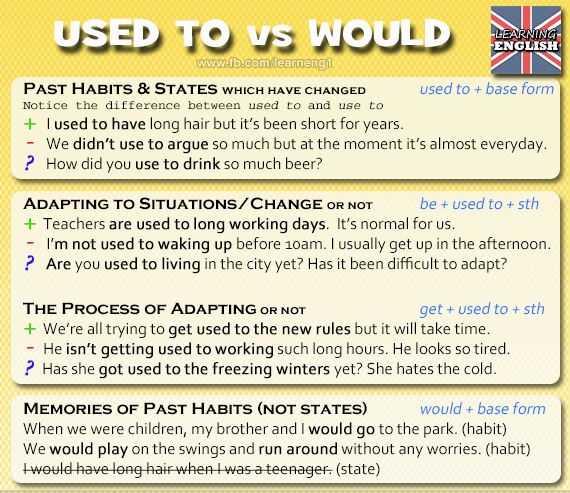 USED TO vs WOULD
LEARNING
ENGLISH
www.fb.com/learneng1
PAST HABITS & STATES WHICH HAVE CHANGED used to + base form
Notice the difference between used to and use to
+ I used to have long hair but it's been short for years.
- We didn't use to argue so much but at the moment it's almost everyday.
? How did you use to drink so much beer?
ADAPTING TO SITUATIONS/CHANGE OR NOT be + used to + sth
+ Teachers are used to long working days. It's normal for us.
- I'm not used to waking up before 10am. I usually get up in the afternoon.
? Are you used to living in the city yet? Has it been difficult to adapt?
THE PROCESS OF ADAPTING OR NOT get + used to + sth
+ We're all trying to get used to the new rules but it will take time.
- He isn't getting used to working such long hours. He looks so tired.
? Has she got used to the freezing winters yet? She hates the cold.
MEMORIES OF PAST HABITS (NOT STATES) would + base form
When we were children, my brother and I would go to the park. (habit)
We would play on the swings and run around without any worries. (habit)
I would have long hair when I was a teenager. (state)